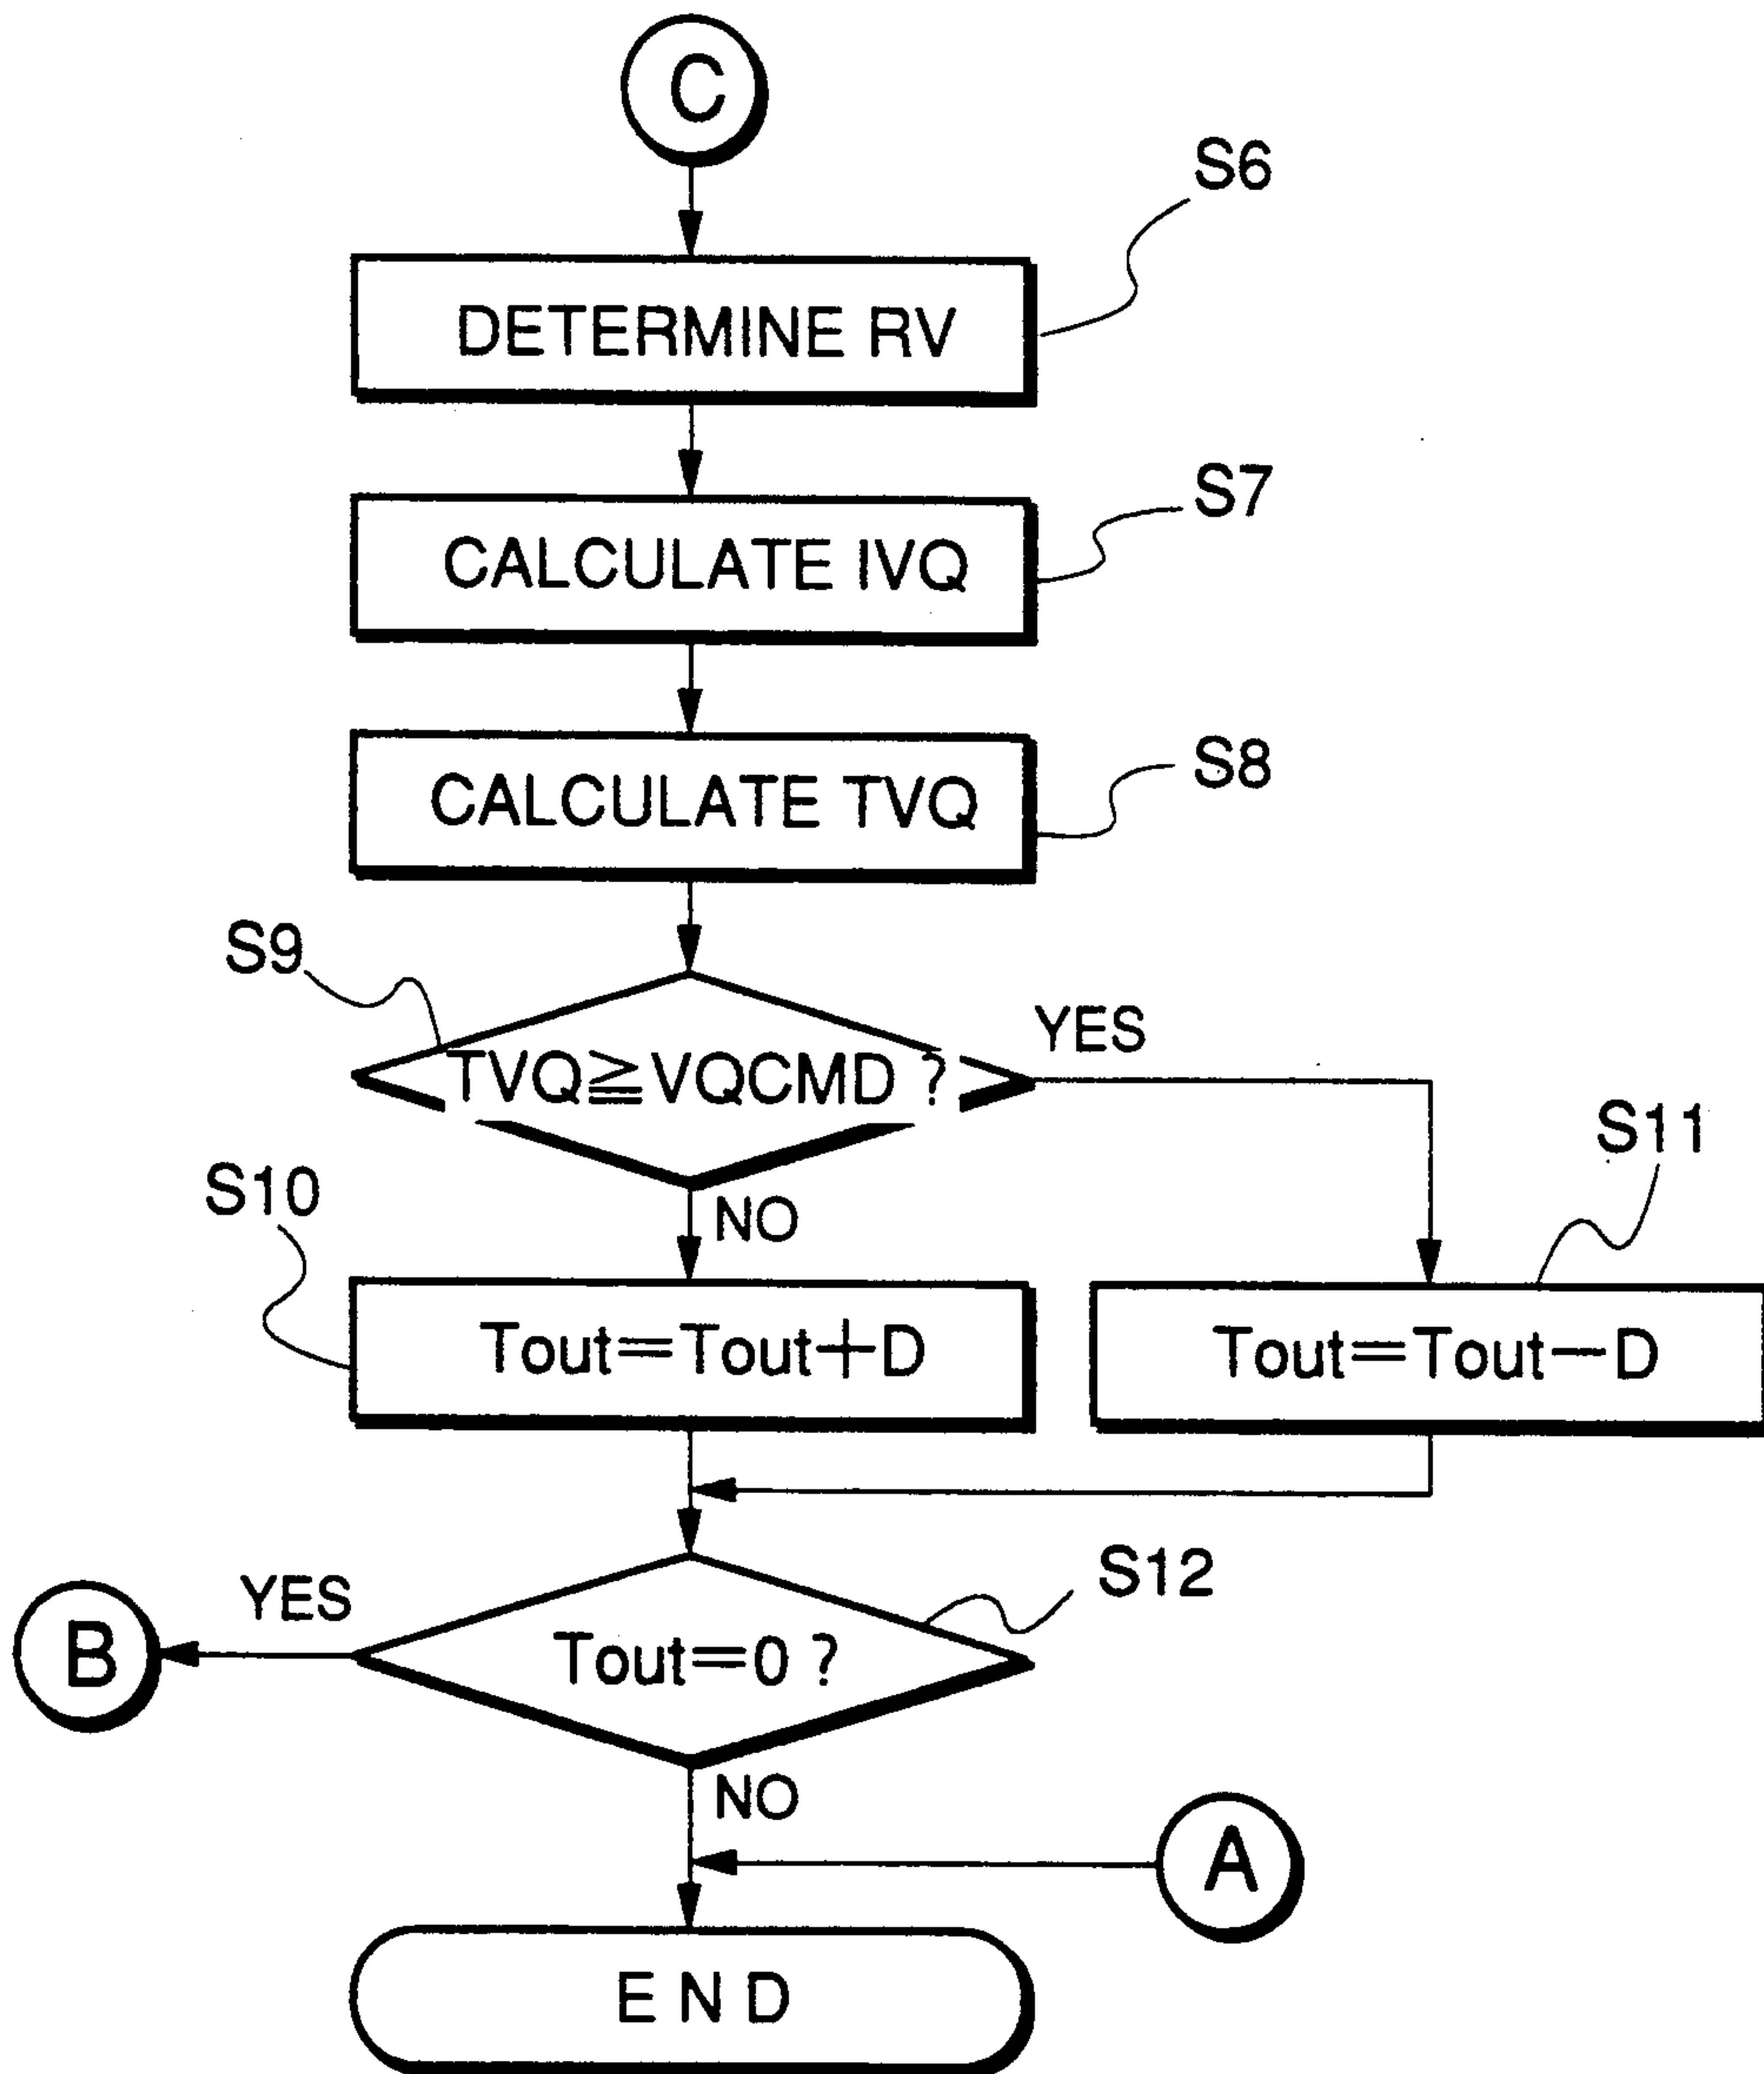 C
S6
DETERMINE RV
S7
CALCULATE IVQ
S8
CALCULATE TVQ
S9
YES
TVQ≧VQCMD ?
S11
S10
NO
Tout=Tout+D
Tout=Tout−D
S12
YES
B
Tout=0 ?
NO
A
END